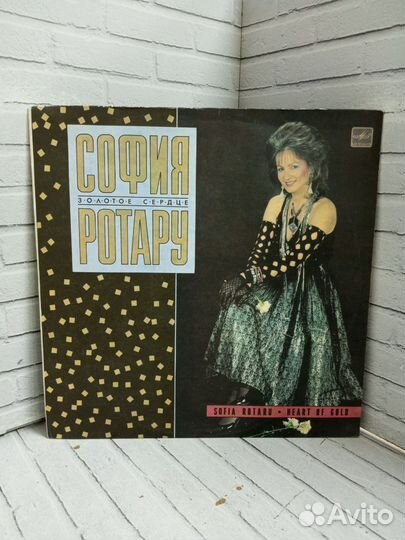 СОФИЯ
ЗОЛОТОЕ СЕРДЦЕ
РОТАРУ
SOFIA ROTARU • HEART OF GOLD
Avito